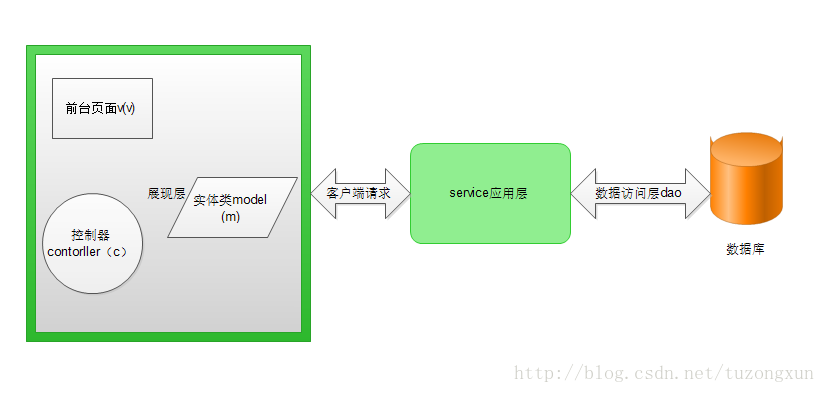 前台页面v(v)
展现层
实体类model
(m)
控制器
contorller（c）
客户端请求
service应用层
数据访问层dao
数据库
http://blog.csdn.net/tuzongxun